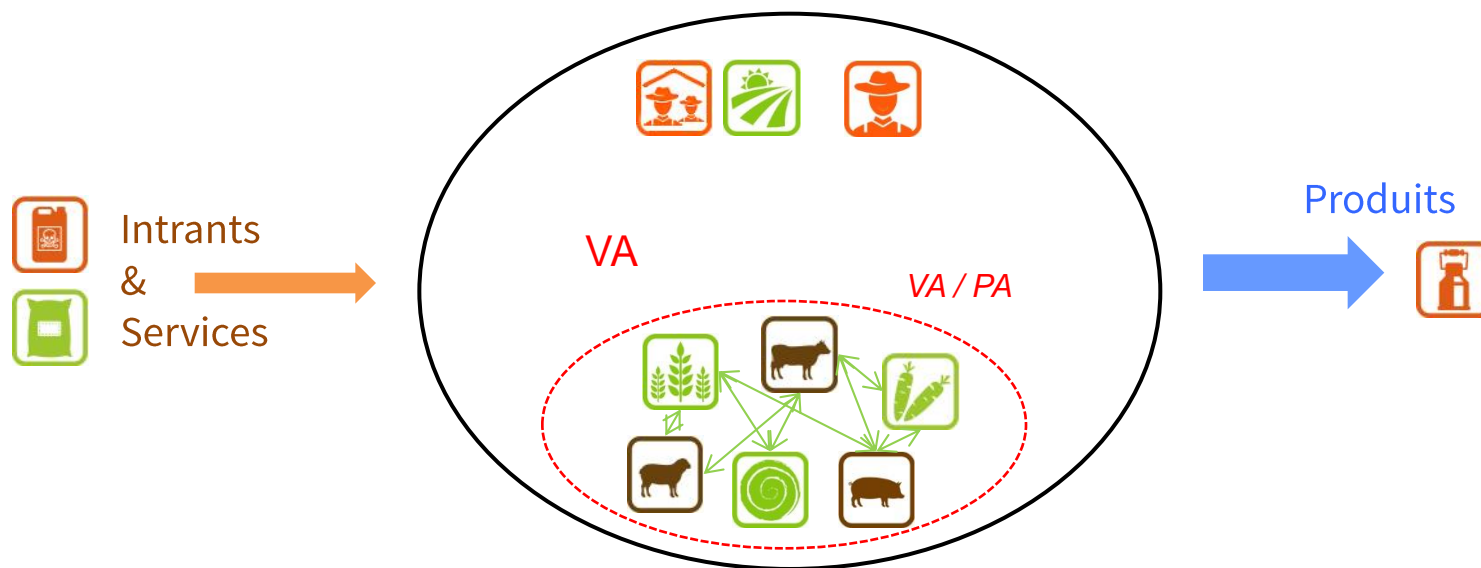 Intrants
&
Services
VA
VA / PA
Produits